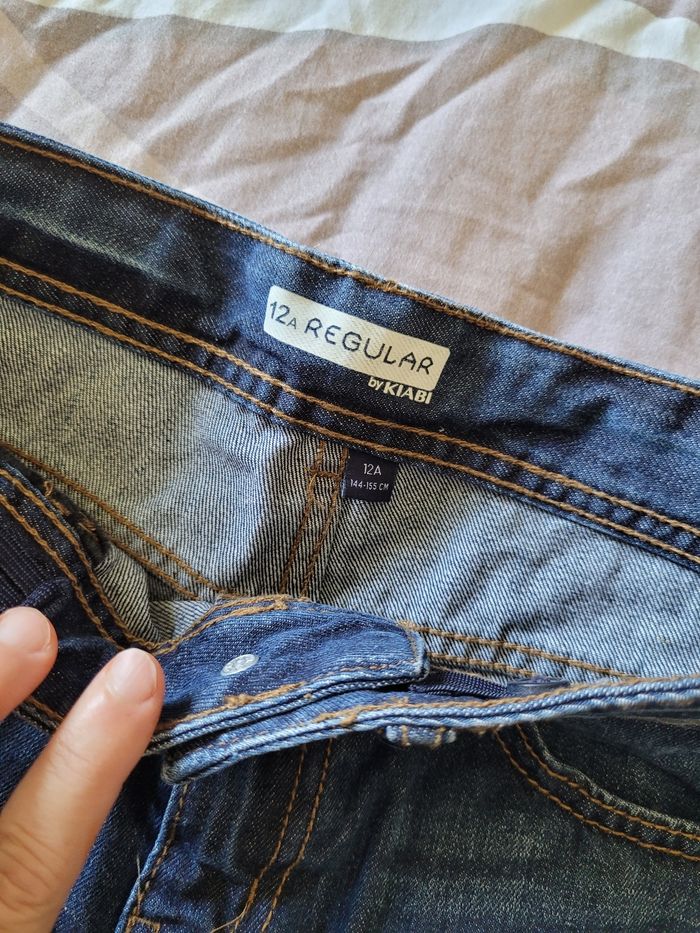 12A REGULAR
by KIABI
12A
144-155 CM